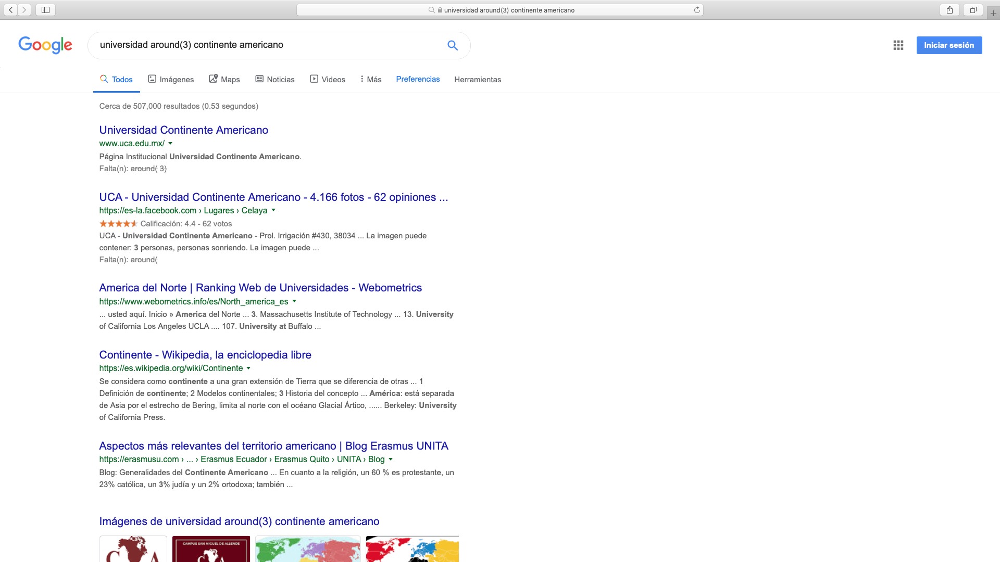 universidad around(3) continente americano
Google
universidad around(3) continente americano
Iniciar sesión
Todos Imágenes Maps Noticias Videos Más Preferencias Herramientas
Cerca de 507,000 resultados (0.53 segundos)
Universidad Continente Americano
www.uca.edu.mx/
Página Institucional Universidad Continente Americano.
Falta(n): around( 3)
UCA - Universidad Continente Americano - 4.166 fotos - 62 opiniones ...
https://es-la.facebook.com › Lugares › Celaya
Calificación: 4.4 - 62 votos
UCA - Universidad Continente Americano - Prol. Irrigación #430, 38034 ... La imagen puede
contener: 3 personas, personas sonriendo. La imagen puede ...
Falta(n): around(
America del Norte | Ranking Web de Universidades - Webometrics
https://www.webometrics.info/es/North_america_es
... usted aquí. Inicio » America del Norte ... 3. Massachusetts Institute of Technology ... 13. University
of California Los Angeles UCLA .... 107. University at Buffalo ...
Continente - Wikipedia, la enciclopedia libre
https://es.wikipedia.org/wiki/Continente
Se considera como continente a una gran extensión de Tierra que se diferencia de otras ... 1
Definición de continente; 2 Modelos continentales; 3 Historia del concepto ... América: está separada
de Asia por el estrecho de Bering, limita al norte con el océano Glacial Ártico, ...... Berkeley: University
of California Press.
Aspectos más relevantes del territorio americano | Blog Erasmus UNITA
https://erasmusu.com › ... › Erasmus Ecuador › Erasmus Quito › UNITA › Blog
Blog: Generalidades del Continente Americano ... En cuanto a la religión, un 60 % es protestante, un
23% católica, un 3% judía y un 2% ortodoxa; también ...
Imágenes de universidad around(3) continente americano
CAMPUS SAN MIGUEL DE ALLENDE